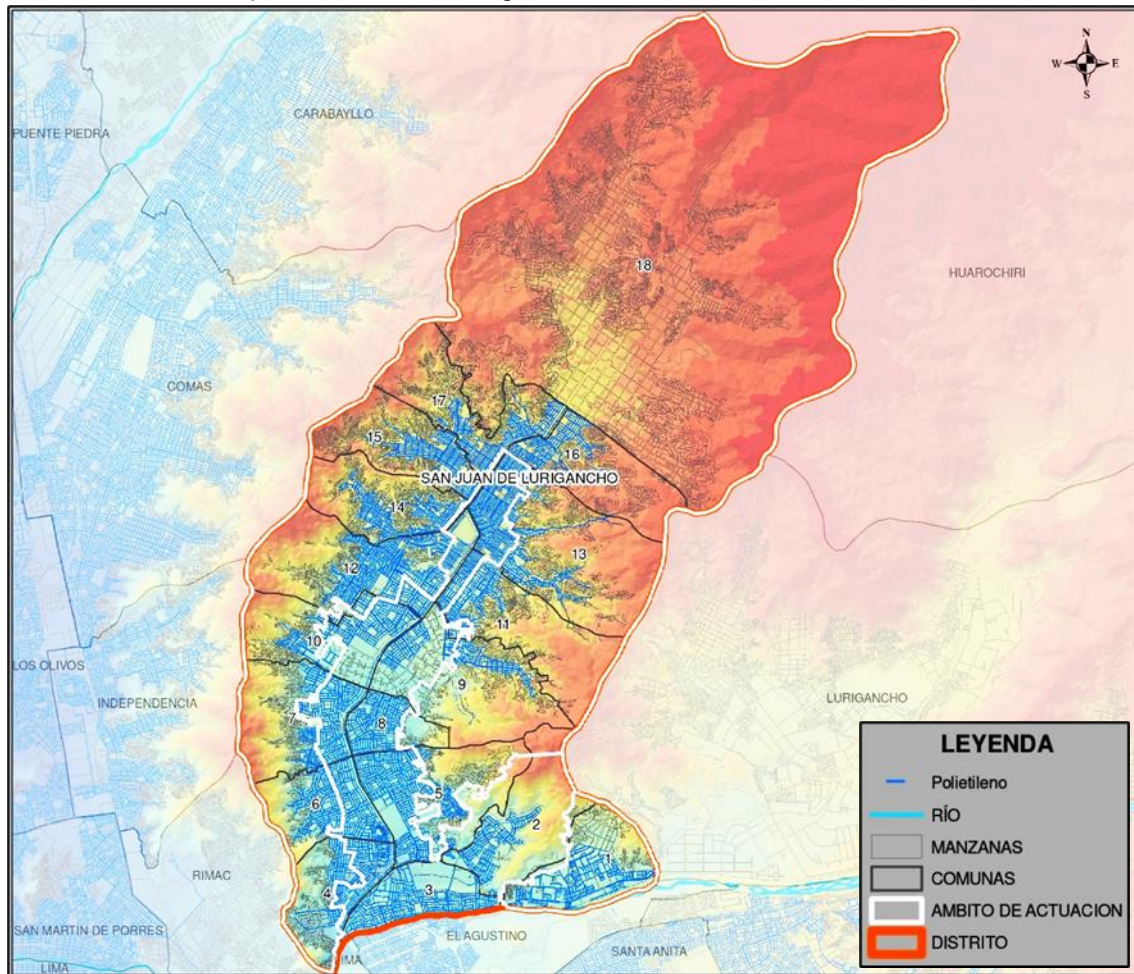 N
W E
S
CARABAYLLO
PUENTE PIEDRA
18
HUAROCHIRI
COMAS
17
15
16
SAN JUAN DE LURIGANCHO
14
13
12
11
10
LOS OLIVOS
9
LURIGANCHO
INDEPENDENCIA
7
8
LEYENDA
Polietileno
RÍO
MANZANAS
COMUNAS
AMBITO DE ACTUACION
DISTRITO
5
6
2
1
RIMAC
4
3
SAN MARTIN DE PORRES
EL AGUSTINO
SANTA ANITA
LIMA